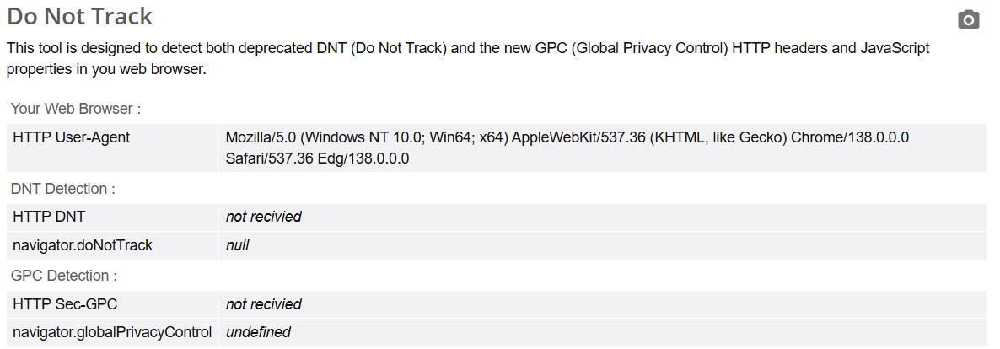 Do Not Track
This tool is designed to detect both deprecated DNT (Do Not Track) and the new GPC (Global Privacy Control) HTTP headers and JavaScript
properties in you web browser.
Your Web Browser :
HTTP User-Agent Mozilla/5.0 (Windows NT 10.0; Win64; x64) AppleWebKit/537.36 (KHTML, like Gecko) Chrome/138.0.0.0
Safari/537.36 Edg/138.0.0.0
DNT Detection :
HTTP DNT not recivied
navigator.doNotTrack null
GPC Detection :
HTTP Sec-GPC not recivied
navigator.globalPrivacyControl undefined